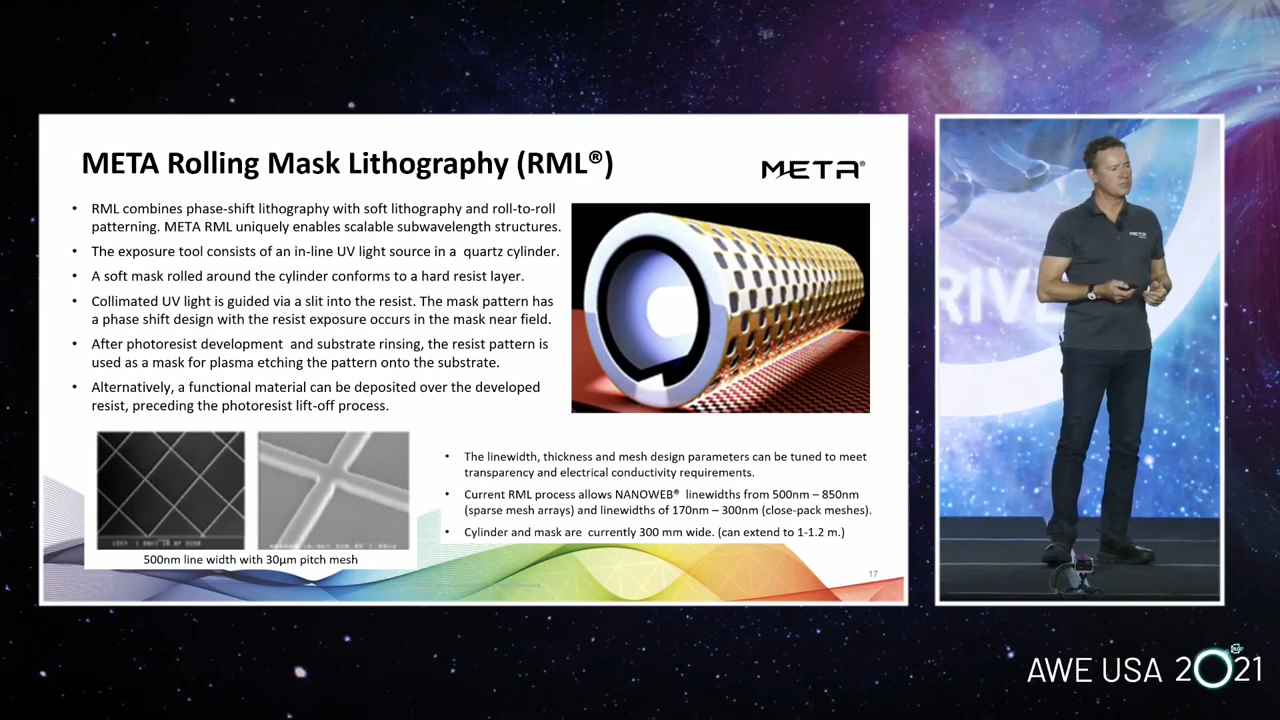 META Rolling Mask Lithography (RML®)
META®
• RML combines phase-shift lithography with soft lithography and roll-to-roll
patterning. META RML uniquely enables scalable subwavelength structures.
• The exposure tool consists of an in-line UV light source in a quartz cylinder.
• A soft mask rolled around the cylinder conforms to a hard resist layer.
• Collimated UV light is guided via a slit into the resist. The mask pattern has
a phase shift design with the resist exposure occurs in the mask near field.
• After photoresist development and substrate rinsing, the resist pattern is
used as a mask for plasma etching the pattern onto the substrate.
• Alternatively, a functional material can be deposited over the developed
resist, preceding the photoresist lift-off process.
500nm line width with 30µm pitch mesh
• The linewidth, thickness and mesh design parameters can be tuned to meet
transparency and electrical conductivity requirements.
• Current RML process allows NANOWEB® linewidths from 500nm – 850nm
(sparse mesh arrays) and linewidths of 170nm – 300nm (close-pack meshes).
• Cylinder and mask are currently 300 mm wide. (can extend to 1-1.2 m.)
17
META
RIVE
AWE USA 2021